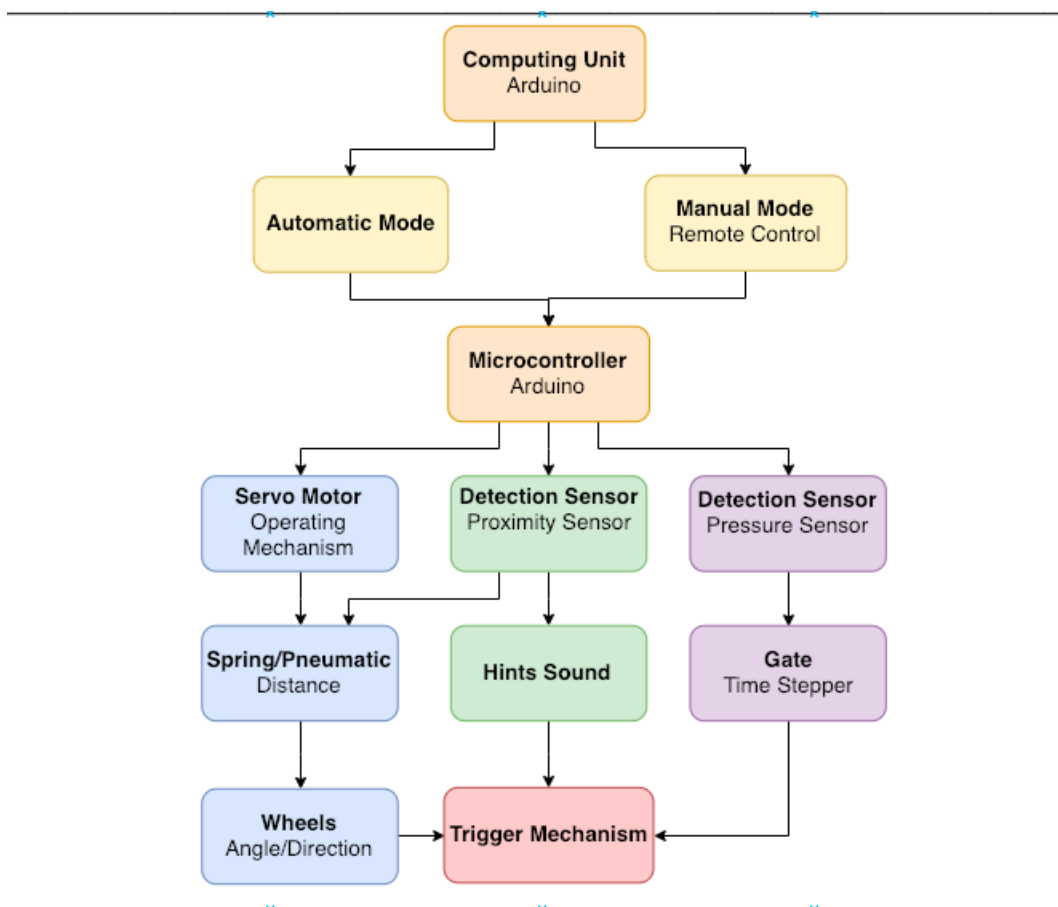 Computing Unit
Arduino
Automatic Mode
Manual Mode
Remote Control
Microcontroller
Arduino
Servo Motor
Operating
Mechanism
Detection Sensor
Proximity Sensor
Detection Sensor
Pressure Sensor
Spring/Pneumatic
Distance
Hints Sound
Gate
Time Stepper
Wheels
Angle/Direction
Trigger Mechanism